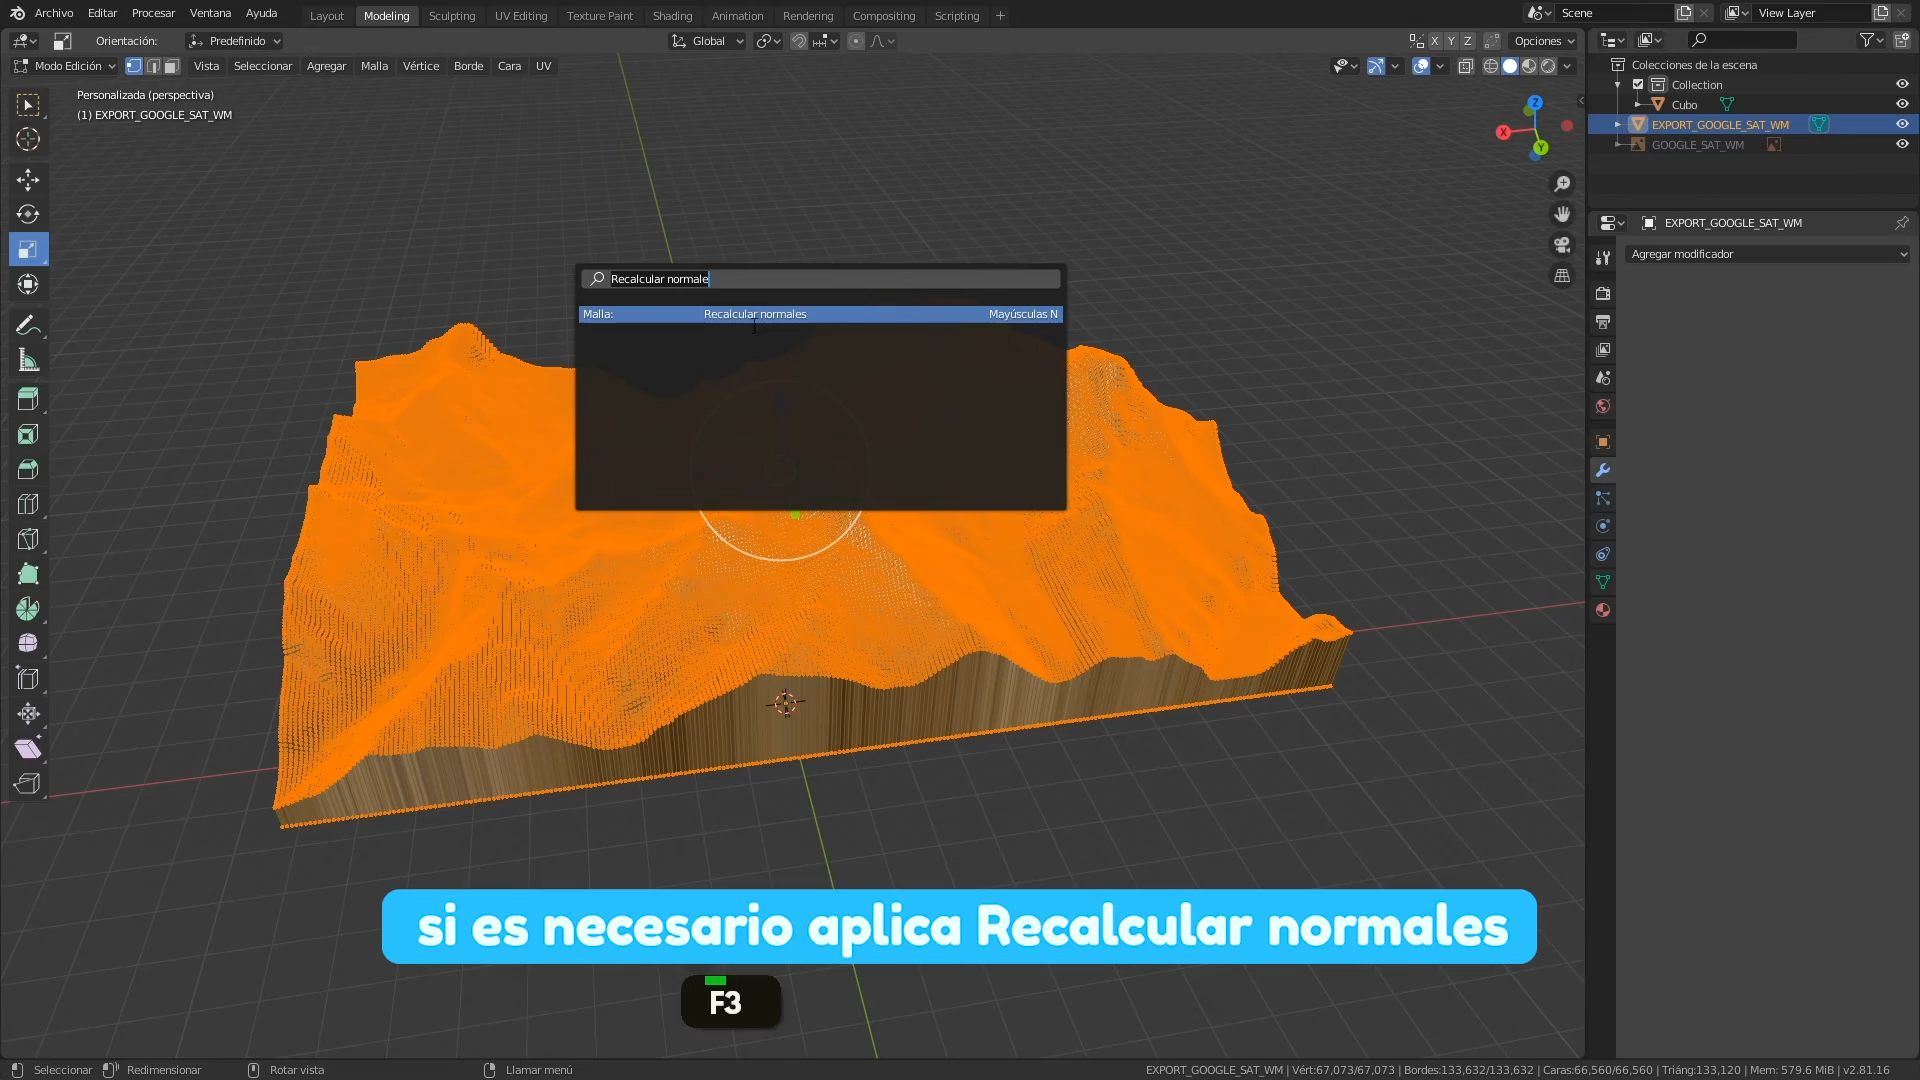 Archivo Editar Procesar Ventana Ayuda Layout Modeling Sculpting UV Editing Texture Paint Shading Animation Rendering Compositing Scripting + Scene View Layer
Orientación: Predefinido Global X Y Z Opciones
Modo Edición Vista Seleccionar Agregar Malla Vértice Borde Cara UV
Personalizada (perspectiva)
(1) EXPORT_GOOGLE_SAT_WM
Z
X
Y
Colecciones de la escena
Collection
Cubo
EXPORT_GOOGLE_SAT_WM
GOOGLE_SAT_WM
EXPORT_GOOGLE_SAT_WM
Agregar modificador
Recalcular normale
Malla: Recalcular normales Mayúsculas N
si es necesario aplica Recalcular normales
F3
Seleccionar Redimensionar Rotar vista Llamar menú EXPORT_GOOGLE_SAT_WM | Vért:67,073/67,073 | Bordes:133,632/133,632 | Caras:66,560/66,560 | Triáng:133,120 | Mem: 579.6 MiB | v2.81.16